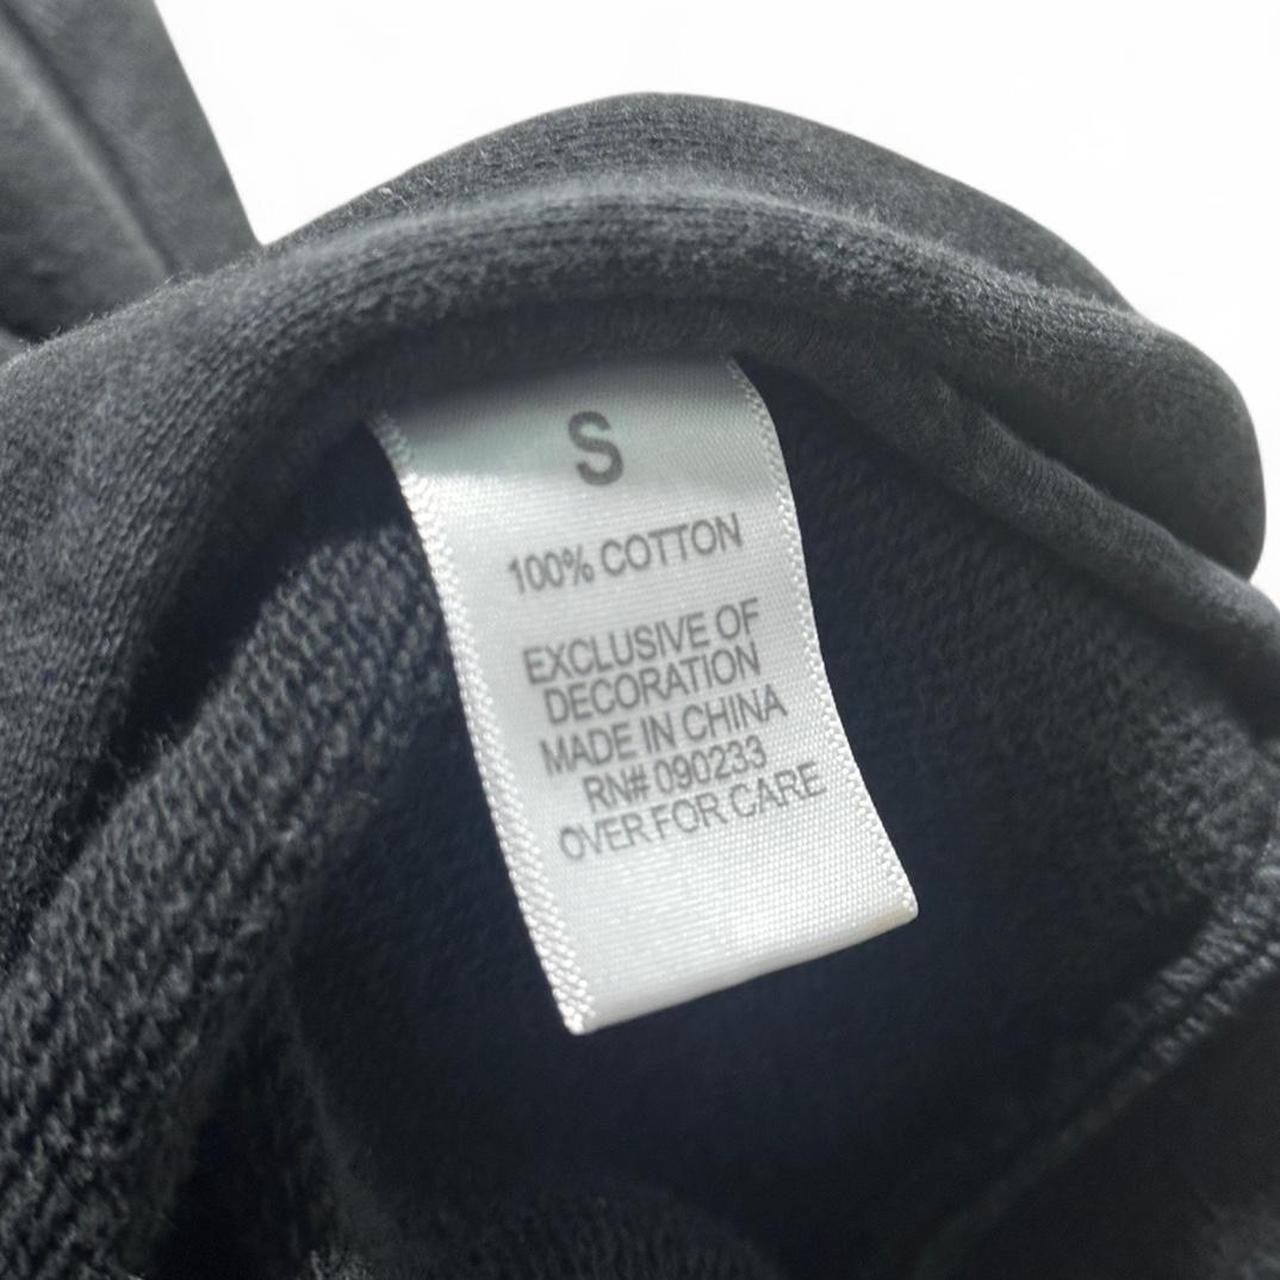 S
100% COTTON
EXCLUSIVE OF
DECORATION
MADE IN CHINA
RN# 090233
OVER FOR CARE